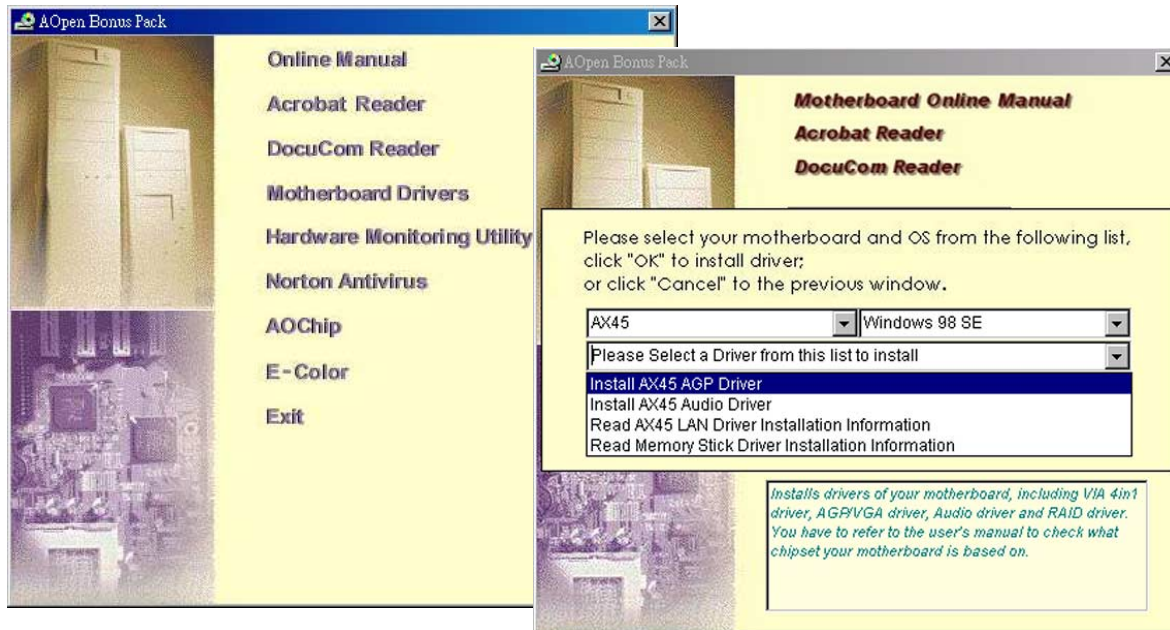 AOpen Bonus Pack
Online Manual
Acrobat Reader
DocuCom Reader
Motherboard Drivers
Hardware Monitoring Utility
Norton Antivirus
AOChip
E-Color
Exit
AOpen Bonus Pack
Motherboard Online Manual
Acrobat Reader
DocuCom Reader
Please select your motherboard and OS from the following list,
click "OK" to install driver;
or click "Cancel" to the previous window.
AX45 Windows 98 SE
Please Select a Driver from this list to install
Install AX45 AGP Driver
Install AX45 Audio Driver
Read AX45 LAN Driver Installation Information
Read Memory Stick Driver Installation Information
Installs drivers of your motherboard, including VIA 4in1
driver, AGP/VGA driver, Audio driver and RAID driver.
You have to refer to the user's manual to check what
chipset your motherboard is based on.